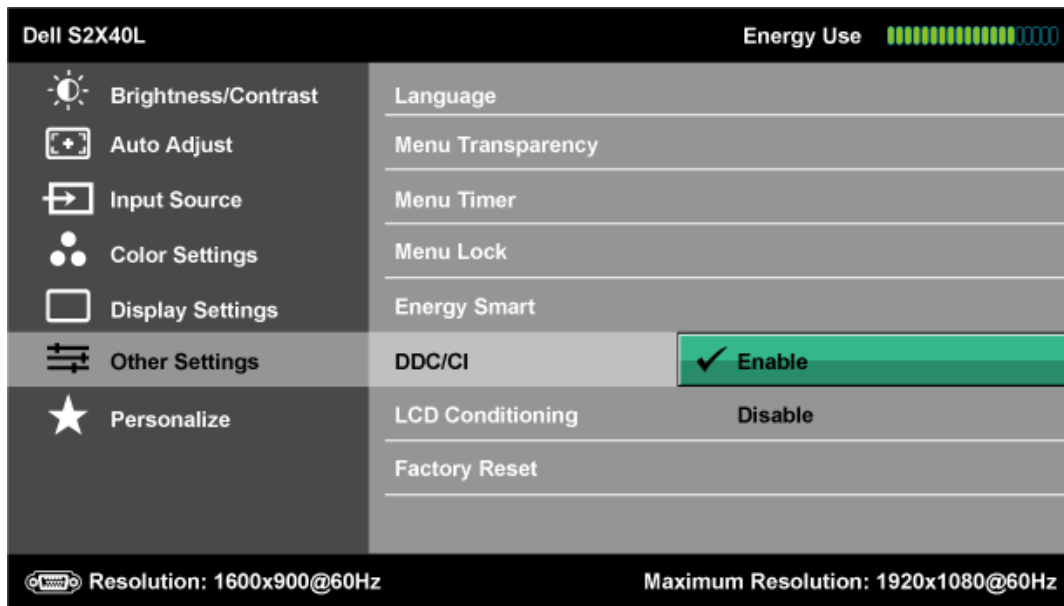 Dell S2X40L Energy Use
Brightness/Contrast Language
Auto Adjust Menu Transparency
Input Source Menu Timer
Color Settings Menu Lock
Display Settings Energy Smart
Other Settings DDC/CI Enable
Personalize LCD Conditioning Disable
Factory Reset
Resolution: 1600x900@60Hz Maximum Resolution: 1920x1080@60Hz